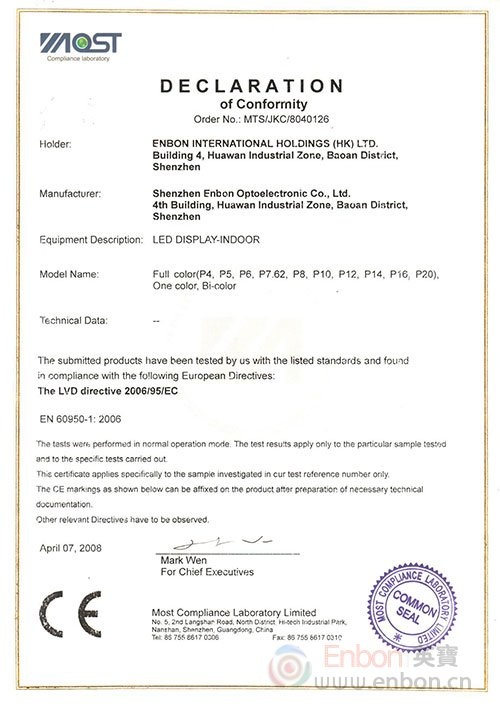 MOST
Compliance laboratory
DECLARATION
of Conformity
Order No.: MTS/JKC/8040126
Holder: ENBON INTERNATIONAL HOLDINGS (HK) LTD.
Building 4, Huawan Industrial Zone, Baoan District,
Shenzhen
Manufacturer: Shenzhen Enbon Optoelectronic Co., Ltd.
4th Building, Huawan Industrial Zone, Baoan District,
Shenzhen
Equipment Description: LED DISPLAY-INDOOR
Model Name: Full color(P4, P5, P6, P7.62, P8, P10, P12, P14, P16, P20),
One color, Bi-color
Technical Data: --
The submitted products have been tested by us with the listed standards and found
in compliance with the following European Directives:
The LVD directive 2006/95/EC
EN 60950-1: 2006
The tests were performed in normal operation mode. The test results apply only to the particular sample tested
and to the specific tests carried out.
This certificate applies specifically to the sample investigated in our test reference number only.
The CE markings as shown below can be affixed on the product after preparation of necessary technical
documentation.
Other relevant Directives have to be observed.
April 07, 2008
Mark Wen
For Chief Executives
CE
Most Compliance Laboratory Limited
No. 5, 2nd Langshan Road, North District Hi-tech Industrial Park,
Nanshan, Shenzhen, Guangdong, China
Tel: 86 755 8617 0306 Fax: 86 755 8617 0310
MOST COMPLIANCE LABORATORY LIMITED
COMMON
SEAL
Enbon 英寶
www.enbon.cn